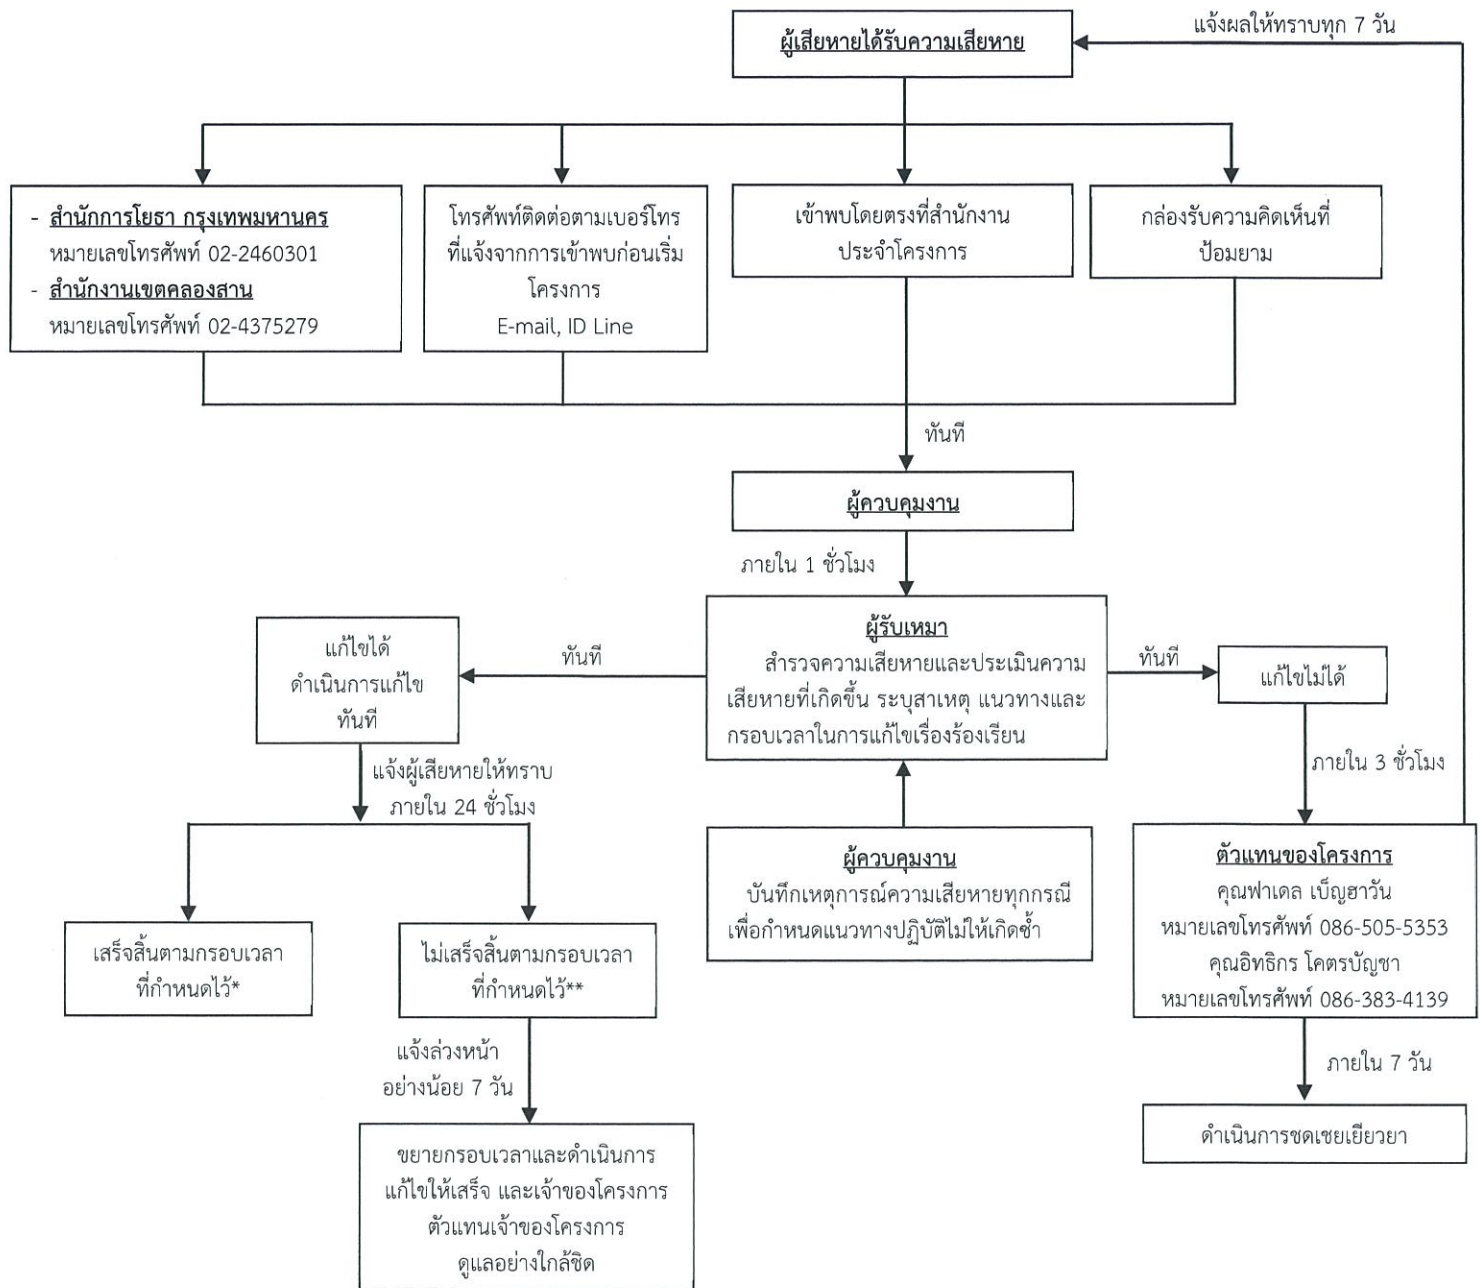 แจ้งผลให้ทราบทุก 7 วัน
ผู้เสียหายได้รับความเสียหาย
- สำนักการโยธา กรุงเทพมหานคร
หมายเลขโทรศัพท์ 02-2460301
- สำนักงานเขตคลองสาน
หมายเลขโทรศัพท์ 02-4375279
โทรศัพท์ติดต่อตามเบอร์โทร
ที่แจ้งจากการเข้าพบก่อนเริ่ม
โครงการ
E-mail, ID Line
เข้าพบโดยตรงที่สำนักงาน
ประจำโครงการ
กล่องรับความคิดเห็นที่
ป้อมยาม
ทันที
ผู้ควบคุมงาน
ภายใน 1 ชั่วโมง
ผู้รับเหมา
สำรวจความเสียหายและประเมินความ
เสียหายที่เกิดขึ้น ระบุสาเหตุ แนวทางและ
กรอบเวลาในการแก้ไขเรื่องร้องเรียน
ทันที
แก้ไขได้
ดำเนินการแก้ไข
ทันที
ทันที
แก้ไขไม่ได้
แจ้งผู้เสียหายให้ทราบ
ภายใน 24 ชั่วโมง
ภายใน 3 ชั่วโมง
ผู้ควบคุมงาน
บันทึกเหตุการณ์ความเสียหายทุกกรณี
เพื่อกำหนดแนวทางปฏิบัติไม่ให้เกิดซ้ำ
ตัวแทนของโครงการ
คุณฟาเดล เบ็ญฮาวัน
หมายเลขโทรศัพท์ 086-505-5353
คุณอิทธิกร โคตรบัญชา
หมายเลขโทรศัพท์ 086-383-4139
เสร็จสิ้นตามกรอบเวลา
ที่กำหนดไว้*
ไม่เสร็จสิ้นตามกรอบเวลา
ที่กำหนดไว้**
แจ้งล่วงหน้า
อย่างน้อย 7 วัน
ภายใน 7 วัน
ดำเนินการชดเชยเยียวยา
ขยายกรอบเวลาและดำเนินการ
แก้ไขให้เสร็จ และเจ้าของโครงการ
ตัวแทนเจ้าของโครงการ
ดูแลอย่างใกล้ชิด